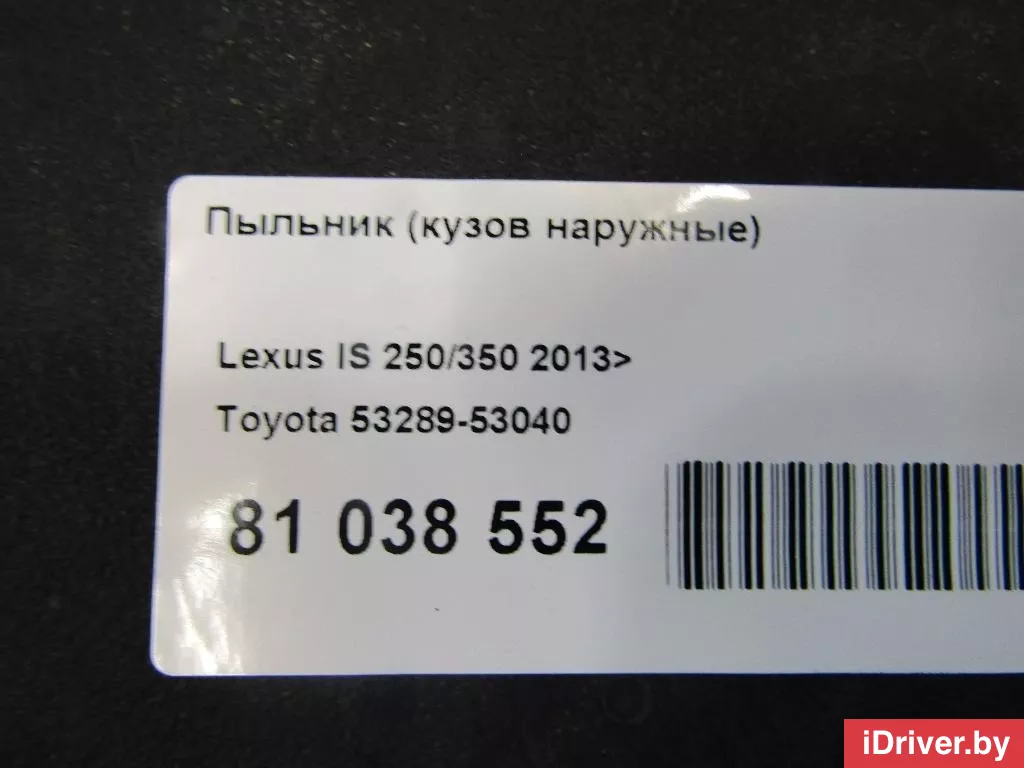 Пыльник (кузов наружные)
Lexus IS 250/350 2013>
Toyota 53289-53040
81 038 552
iDriver.by